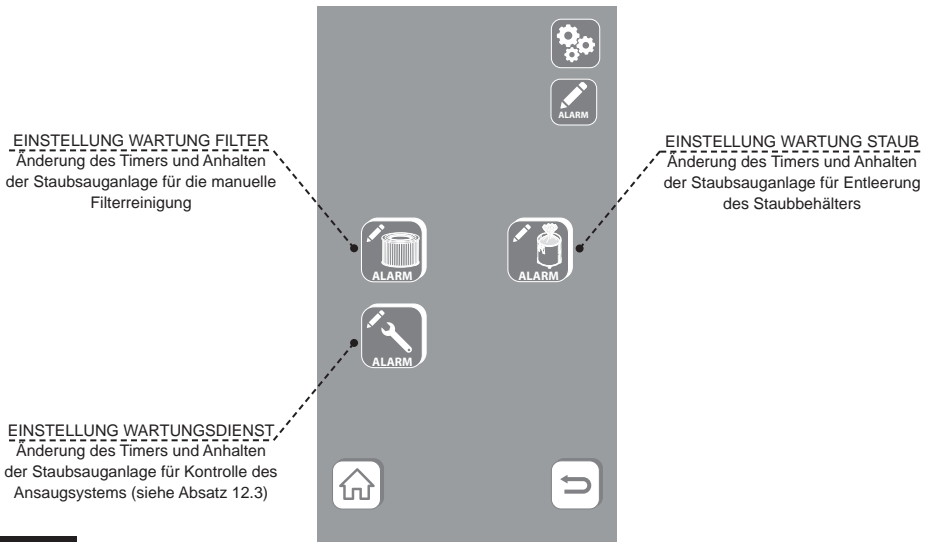 ALARM
EINSTELLUNG WARTUNG FILTER
Änderung des Timers und Anhalten
der Staubsauganlage für die manuelle
Filterreinigung
EINSTELLUNG WARTUNG STAUB
Änderung des Timers und Anhalten
der Staubsauganlage für Entleerung
des Staubbehälters
ALARM
ALARM
ALARM
EINSTELLUNG WARTUNGSDIENST
Änderung des Timers und Anhalten
der Staubsauganlage für Kontrolle des
Ansaugsystems (siehe Absatz 12.3)